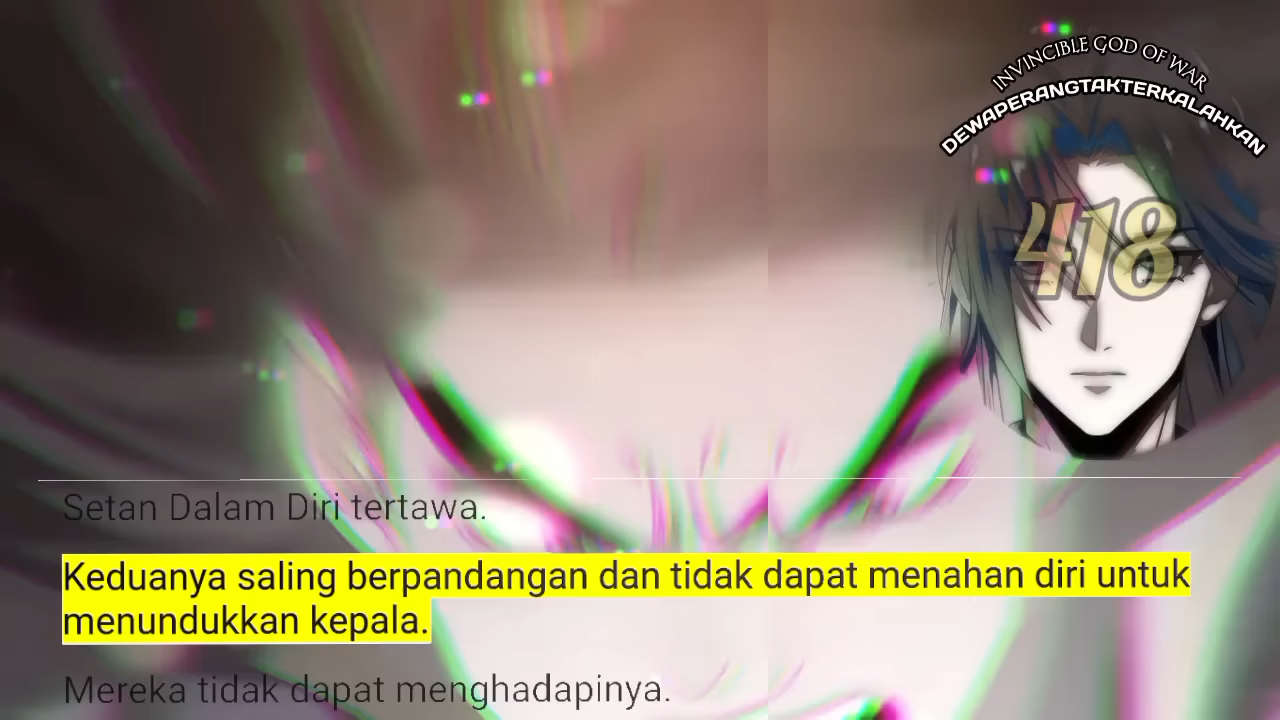 INVINCIBLE GOD OF WAR
DEWAPERANGTAKTERKALAHKAN
418
Setan Dalam Diri tertawa.
Keduanya saling berpandangan dan tidak dapat menahan diri untuk
menundukkan kepala.
Mereka tidak dapat menghadapinya.